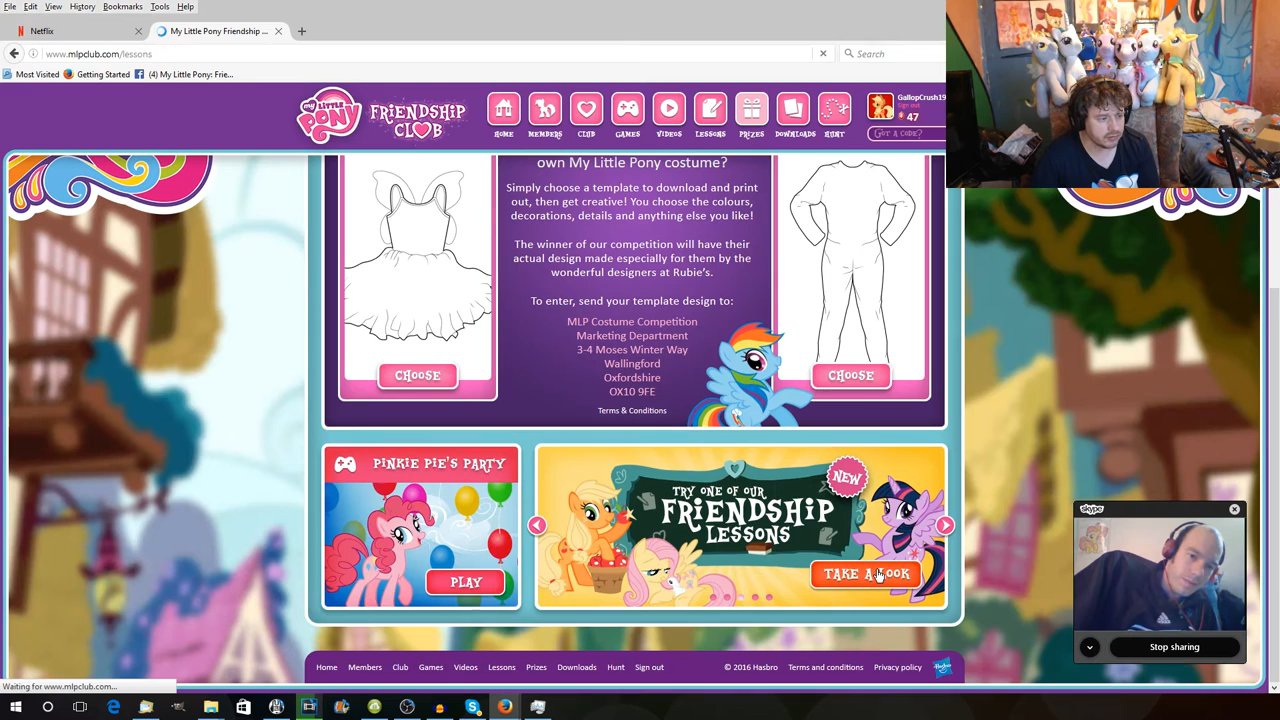 File Edit View History Bookmarks Tools Help
Netflix
My Little Pony Friendship ...
www.mlpclub.com/lessons
Search
Most Visited Getting Started (4) My Little Pony: Frie...
MY LITTLE PONY
FRIENDSHIP CLUB
HOME MEMBERS CLUB GAMES VIDEOS LESSONS PRIZES DOWNLOADS HUNT
GallopCrush19
Sign out
47
GOT A CODE?
own My Little Pony costume?
Simply choose a template to download and print
out, then get creative! You choose the colours,
decorations, details and anything else you like!
The winner of our competition will have their
actual design made especially for them by the
wonderful designers at Rubie's.
To enter, send your template design to:
MLP Costume Competition
Marketing Department
3-4 Moses Winter Way
Wallingford
Oxfordshire
OX10 9FE
Terms & Conditions
CHOOSE
CHOOSE
PINKIE PIE'S PARTY
PLAY
NEW
TRY ONE OF OUR
FRIENDSHIP
LESSONS
TAKE A LOOK
skype
Stop sharing
Home Members Club Games Videos Lessons Prizes Downloads Hunt Sign out
© 2016 Hasbro Terms and conditions Privacy policy
Hasbro
Waiting for www.mlpclub.com...